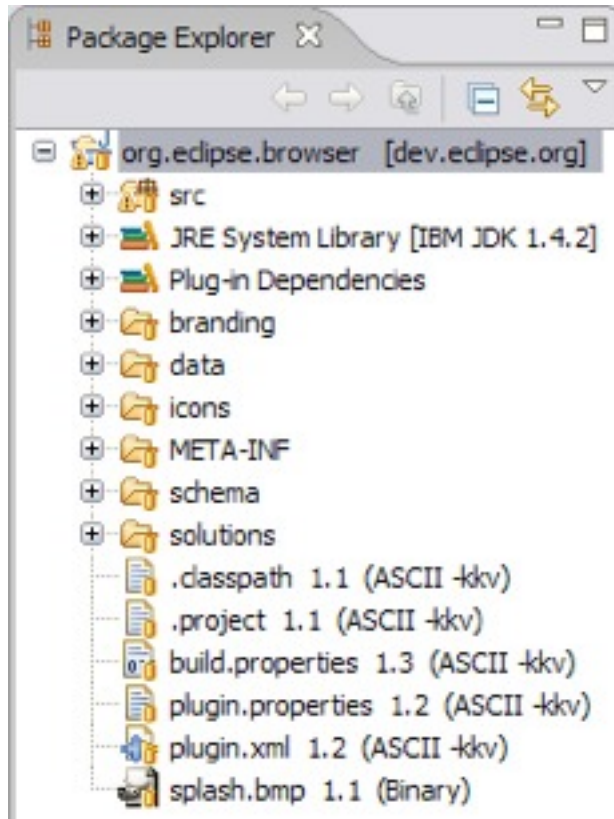 Package Explorer
org.eclipse.browser [dev.eclipse.org]
src
JRE System Library [IBM JDK 1.4.2]
Plug-in Dependencies
branding
data
icons
META-INF
schema
solutions
.classpath 1.1 (ASCII -kkv)
.project 1.1 (ASCII -kkv)
build.properties 1.3 (ASCII -kkv)
plugin.properties 1.2 (ASCII -kkv)
plugin.xml 1.2 (ASCII -kkv)
splash.bmp 1.1 (Binary)